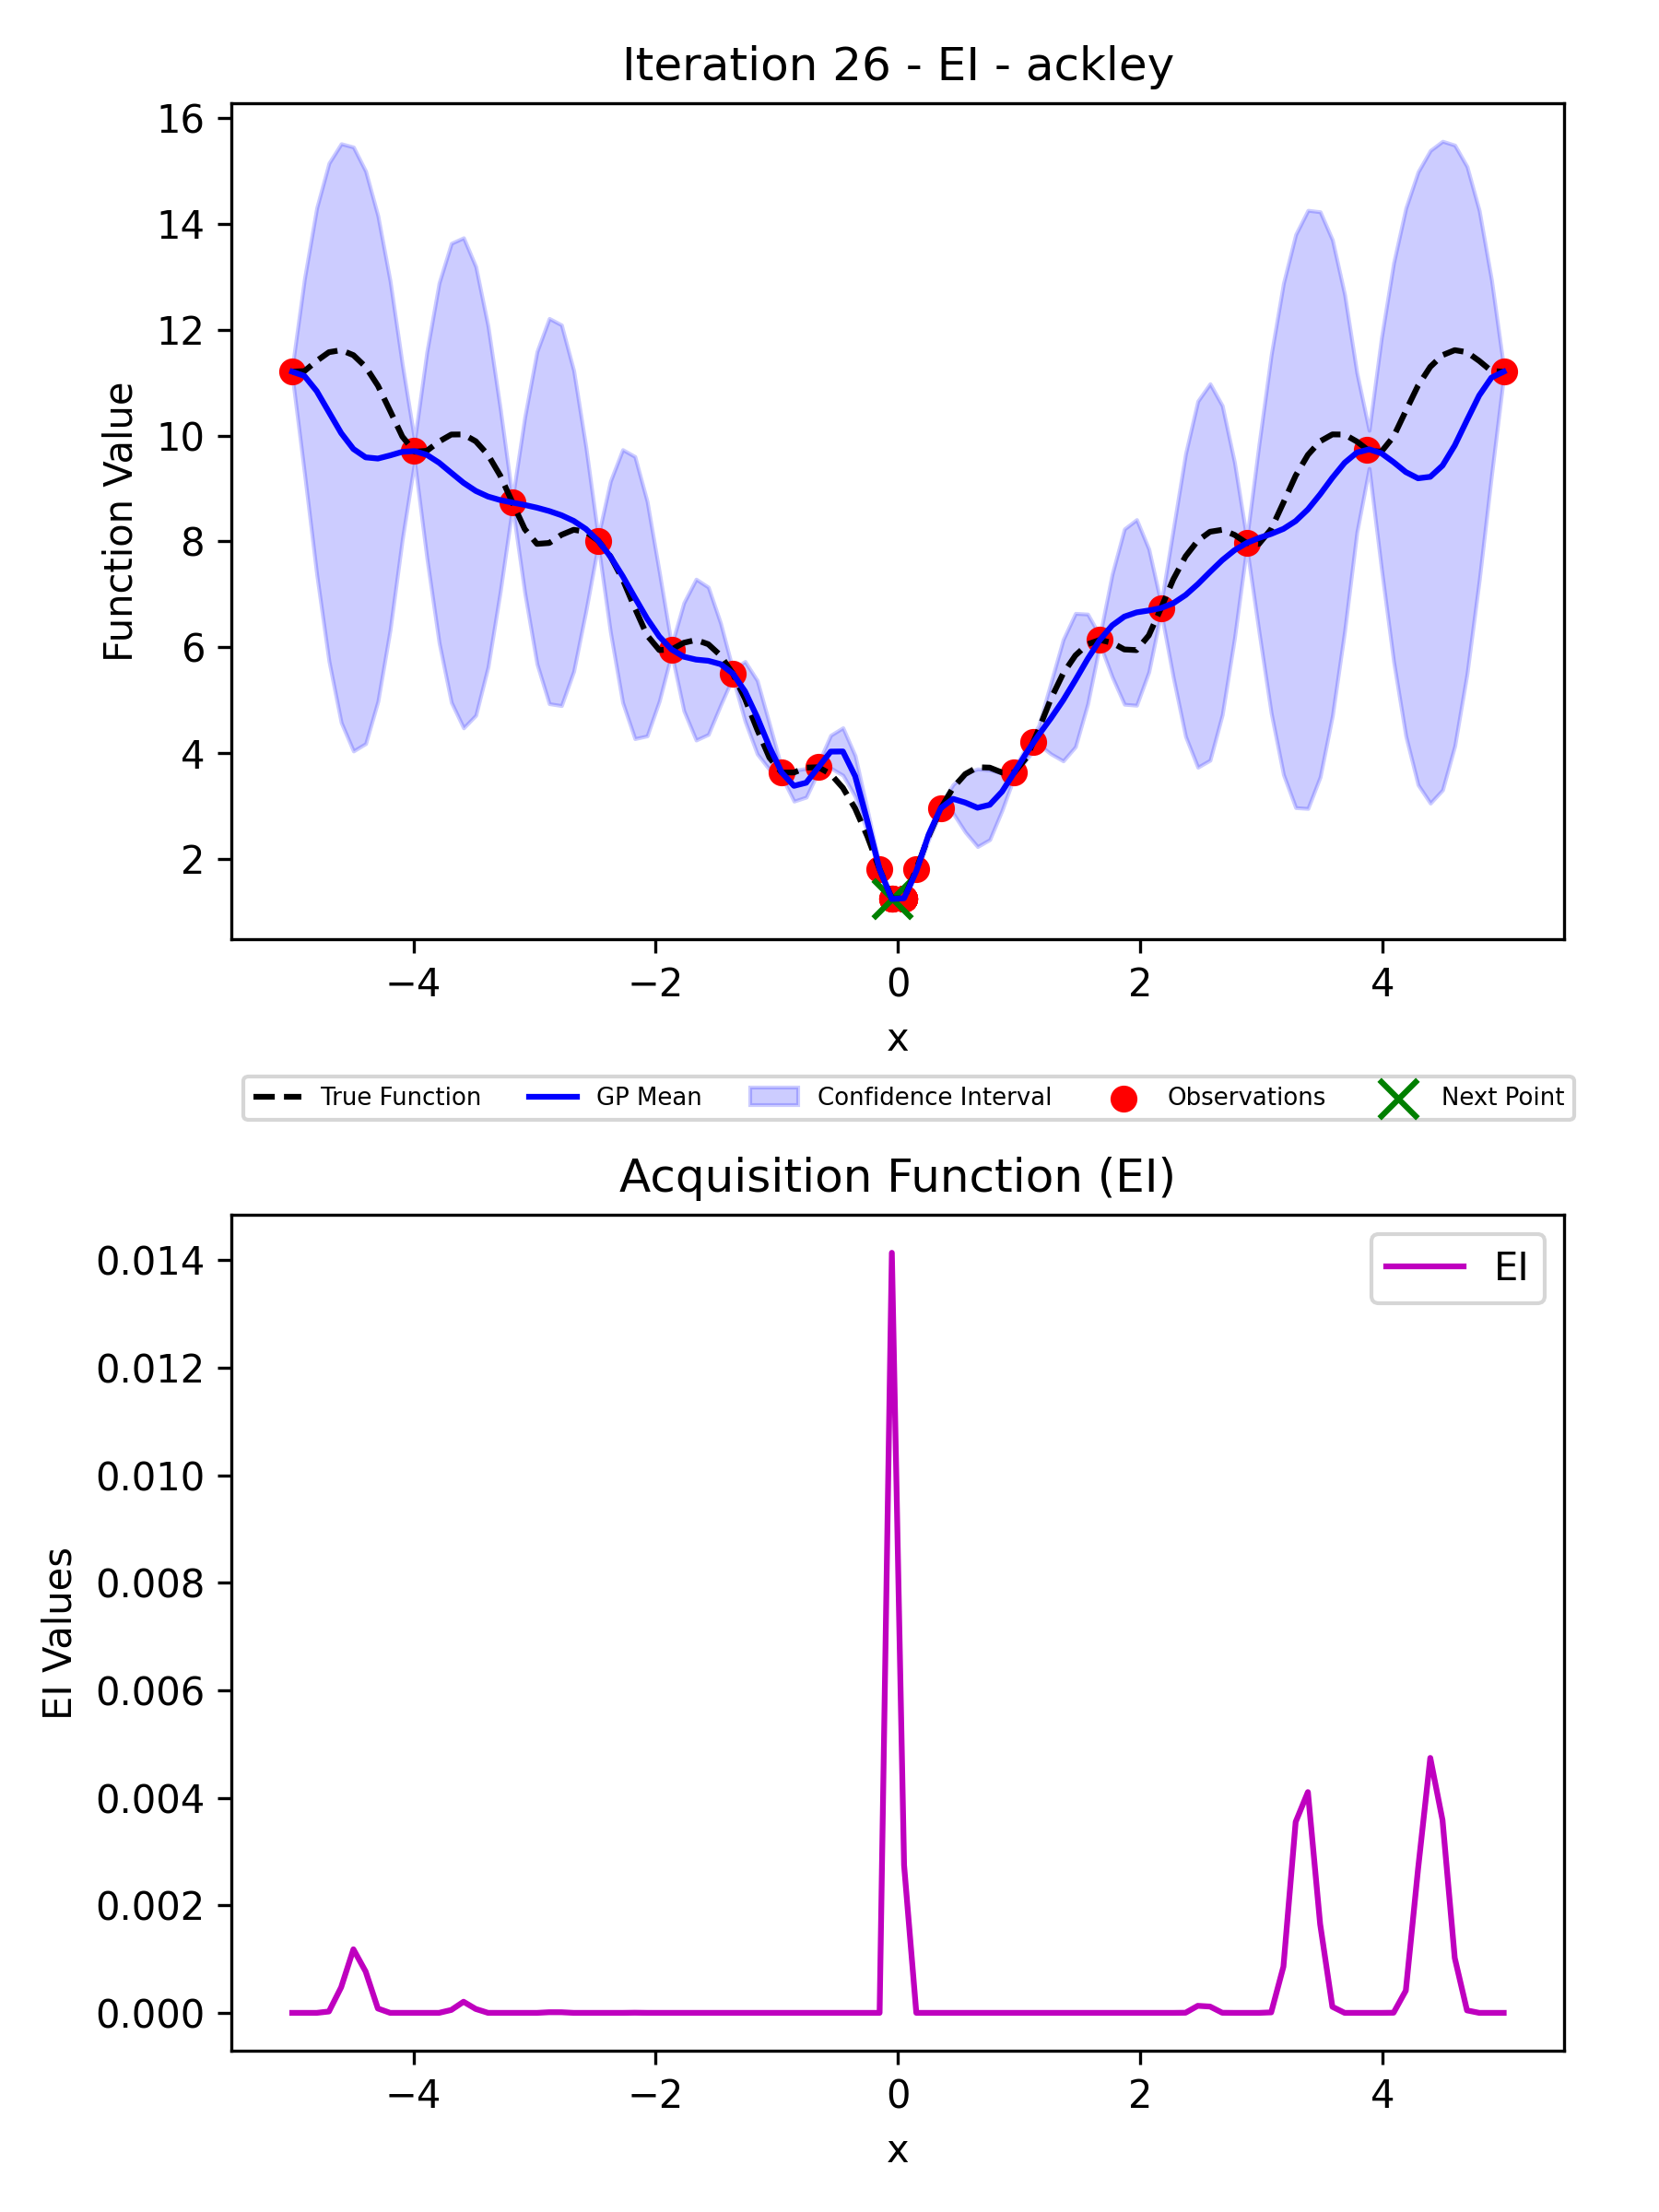 Iteration 26 - EI - ackley
16
14
12
10
8
6
4
2
Function Value
−4 −2 0 2 4
x
True Function GP Mean Confidence Interval Observations Next Point
Acquisition Function (EI)
EI
0.014
0.012
0.010
0.008
0.006
0.004
0.002
0.000
EI Values
−4 −2 0 2 4
x